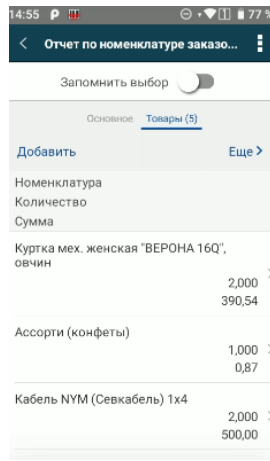 14:55 P 77 %
Отчет по номенклатуре заказо...
Запомнить выбор
Основное Товары (5)
Добавить Еще
Номенклатура
Количество
Сумма
Куртка мех. женская "ВЕРОНА 16Q",
овчин
2,000
390,54
Ассорти (конфеты)
1,000
0,87
Кабель NYM (Севкабель) 1x4
2,000
500,00